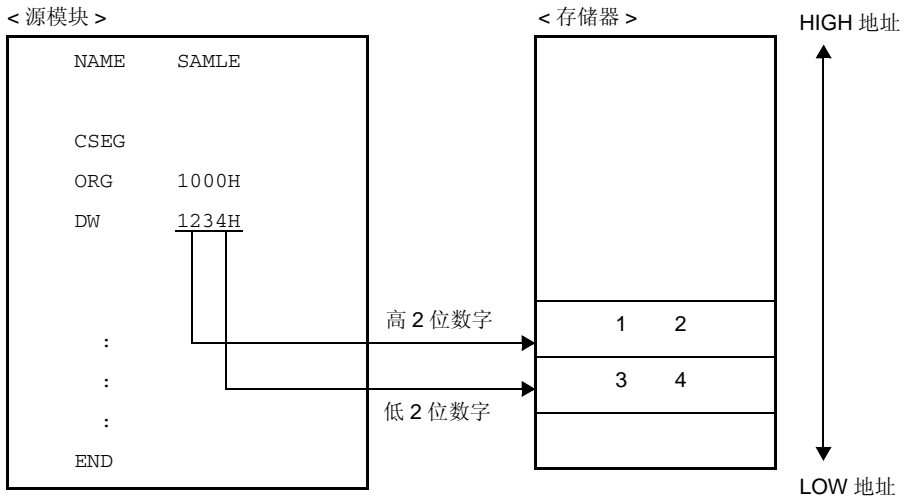 < 源模块 >
NAME SAMLE
CSEG
ORG 1000H
DW 1234H
:
:
:
END
高 2 位数字
低 2 位数字
< 存储器 >
1 2
3 4
HIGH 地址
LOW 地址